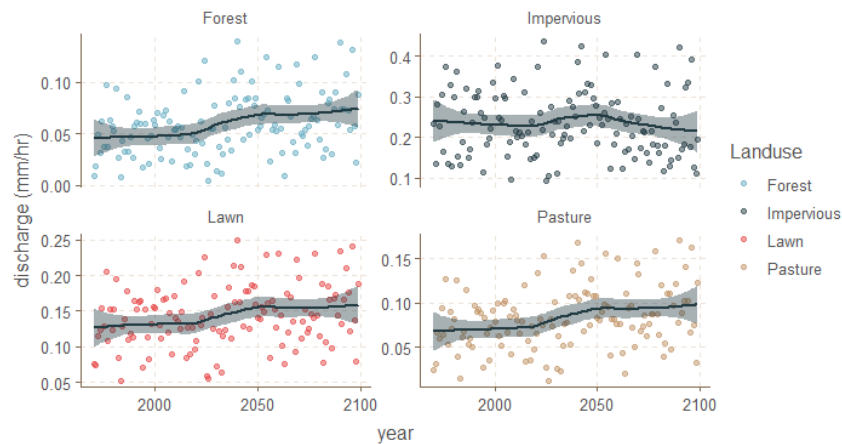 Forest
Impervious
0.10
0.05
0.00
0.4
0.3
0.2
0.1
discharge (mm/hr)
Lawn
Pasture
0.25
0.20
0.15
0.10
0.05
0.15
0.10
0.05
2000 2050 2100
2000 2050 2100
year
Landuse
Forest
Impervious
Lawn
Pasture